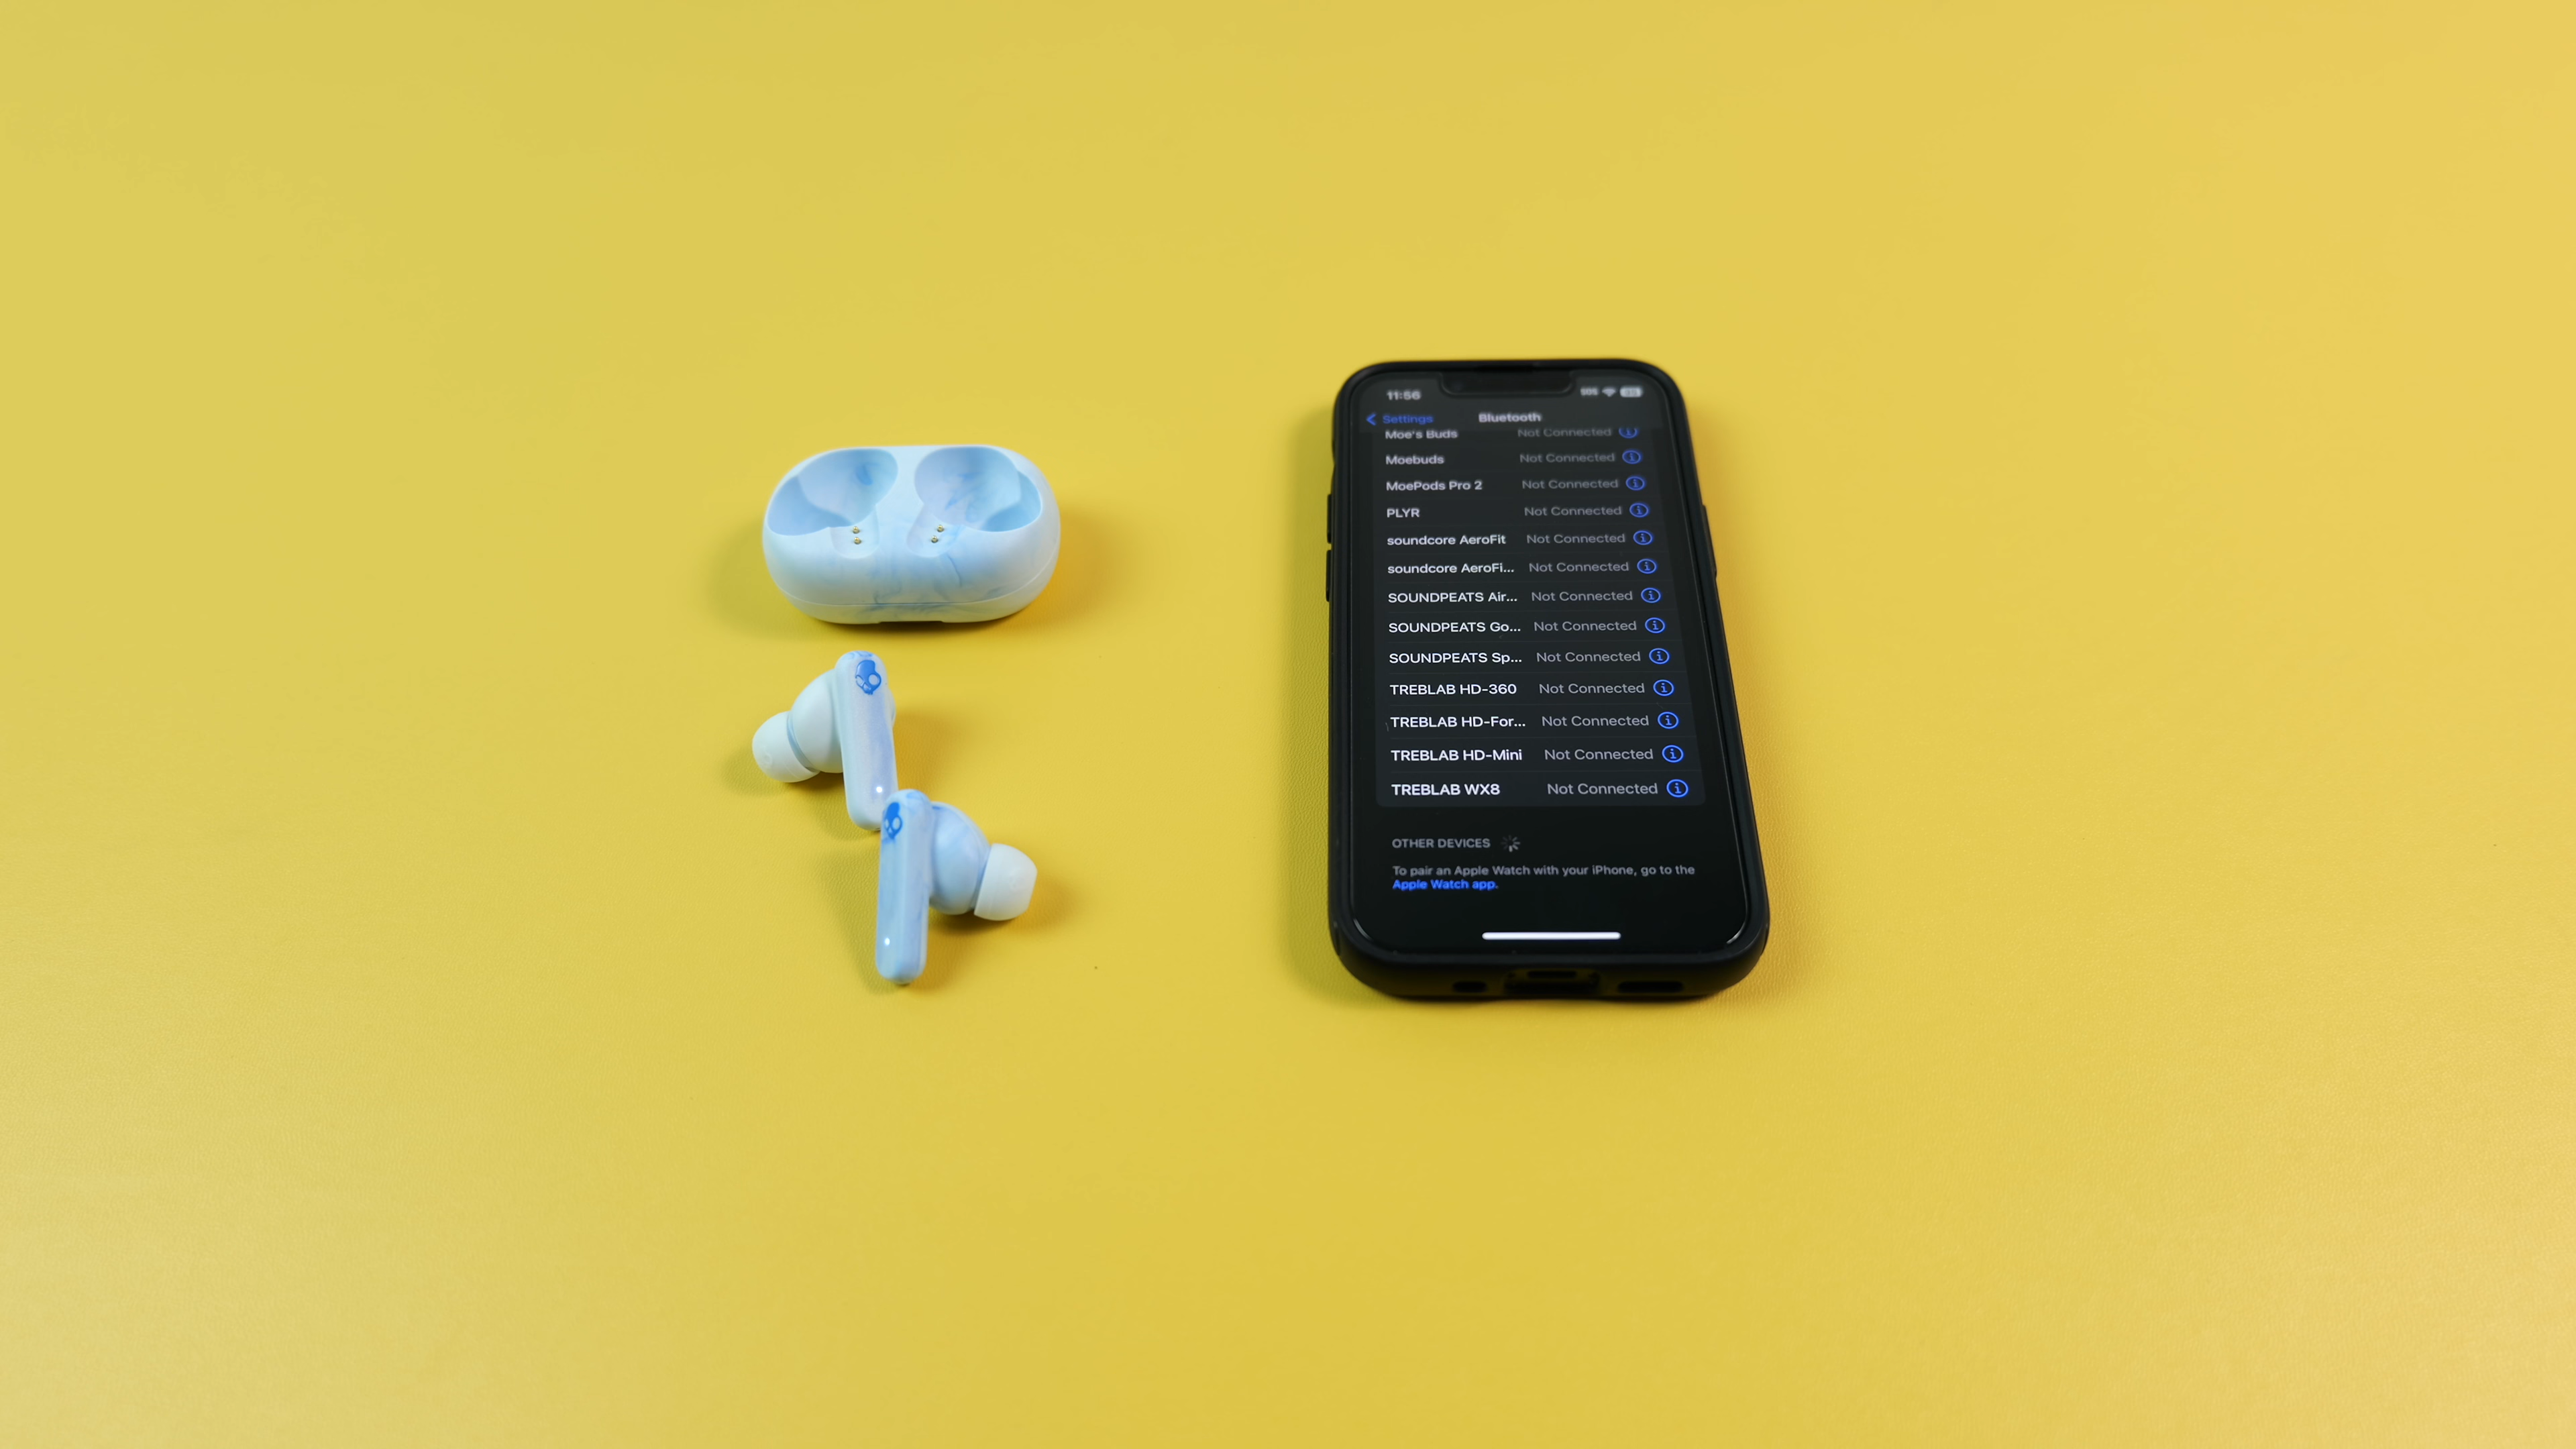 11:56 SOS 95
Settings Bluetooth
Moe's Buds Not Connected
Moebuds Not Connected
MoePods Pro 2 Not Connected
PLYR Not Connected
soundcore AeroFit Not Connected
soundcore AeroFi... Not Connected
SOUNDPEATS Air... Not Connected
SOUNDPEATS Go... Not Connected
SOUNDPEATS Sp... Not Connected
TREBLAB HD-360 Not Connected
TREBLAB HD-For... Not Connected
TREBLAB HD-Mini Not Connected
TREBLAB WX8 Not Connected
OTHER DEVICES
To pair an Apple Watch with your iPhone, go to the
Apple Watch app.